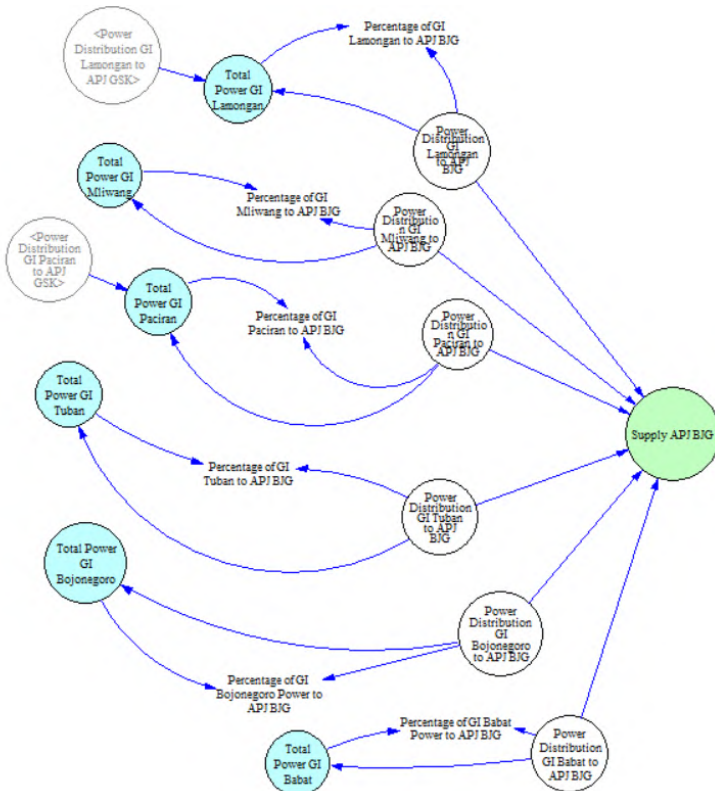 <Power
Distribution GI
Lamongan to
APJ GSK>
Total
Power GI
Lamongan
Percentage of GI
Lamongan to APJ BJG
Power
Distribution
GI
Lamongan
to APJ
BJG
Total
Power GI
Mliwang
Percentage of GI
Mliwang to APJ BJG
Power
Distributio
n GI
Mliwang to
APJ BJG
<Power
Distribution
GI Paciran
to APJ
GSK>
Total
Power GI
Paciran
Percentage of GI
Paciran to APJ BJG
Power
Distributio
n GI
Paciran to
APJ BJG
Total
Power GI
Tuban
Percentage of GI
Tuban to APJ BJG
Power
Distribution
GI Tuban
to APJ
BJG
Supply APJ BJG
Total Power
GI
Bojonegoro
Percentage of GI
Bojonegoro Power to
APJ BJG
Power
Distribution
GI
Bojonegoro
to APJ BJG
Total
Power GI
Babat
Percentage of GI Babat
Power to APJ BJG
Power
Distribution
GI Babat to
APJ BJG